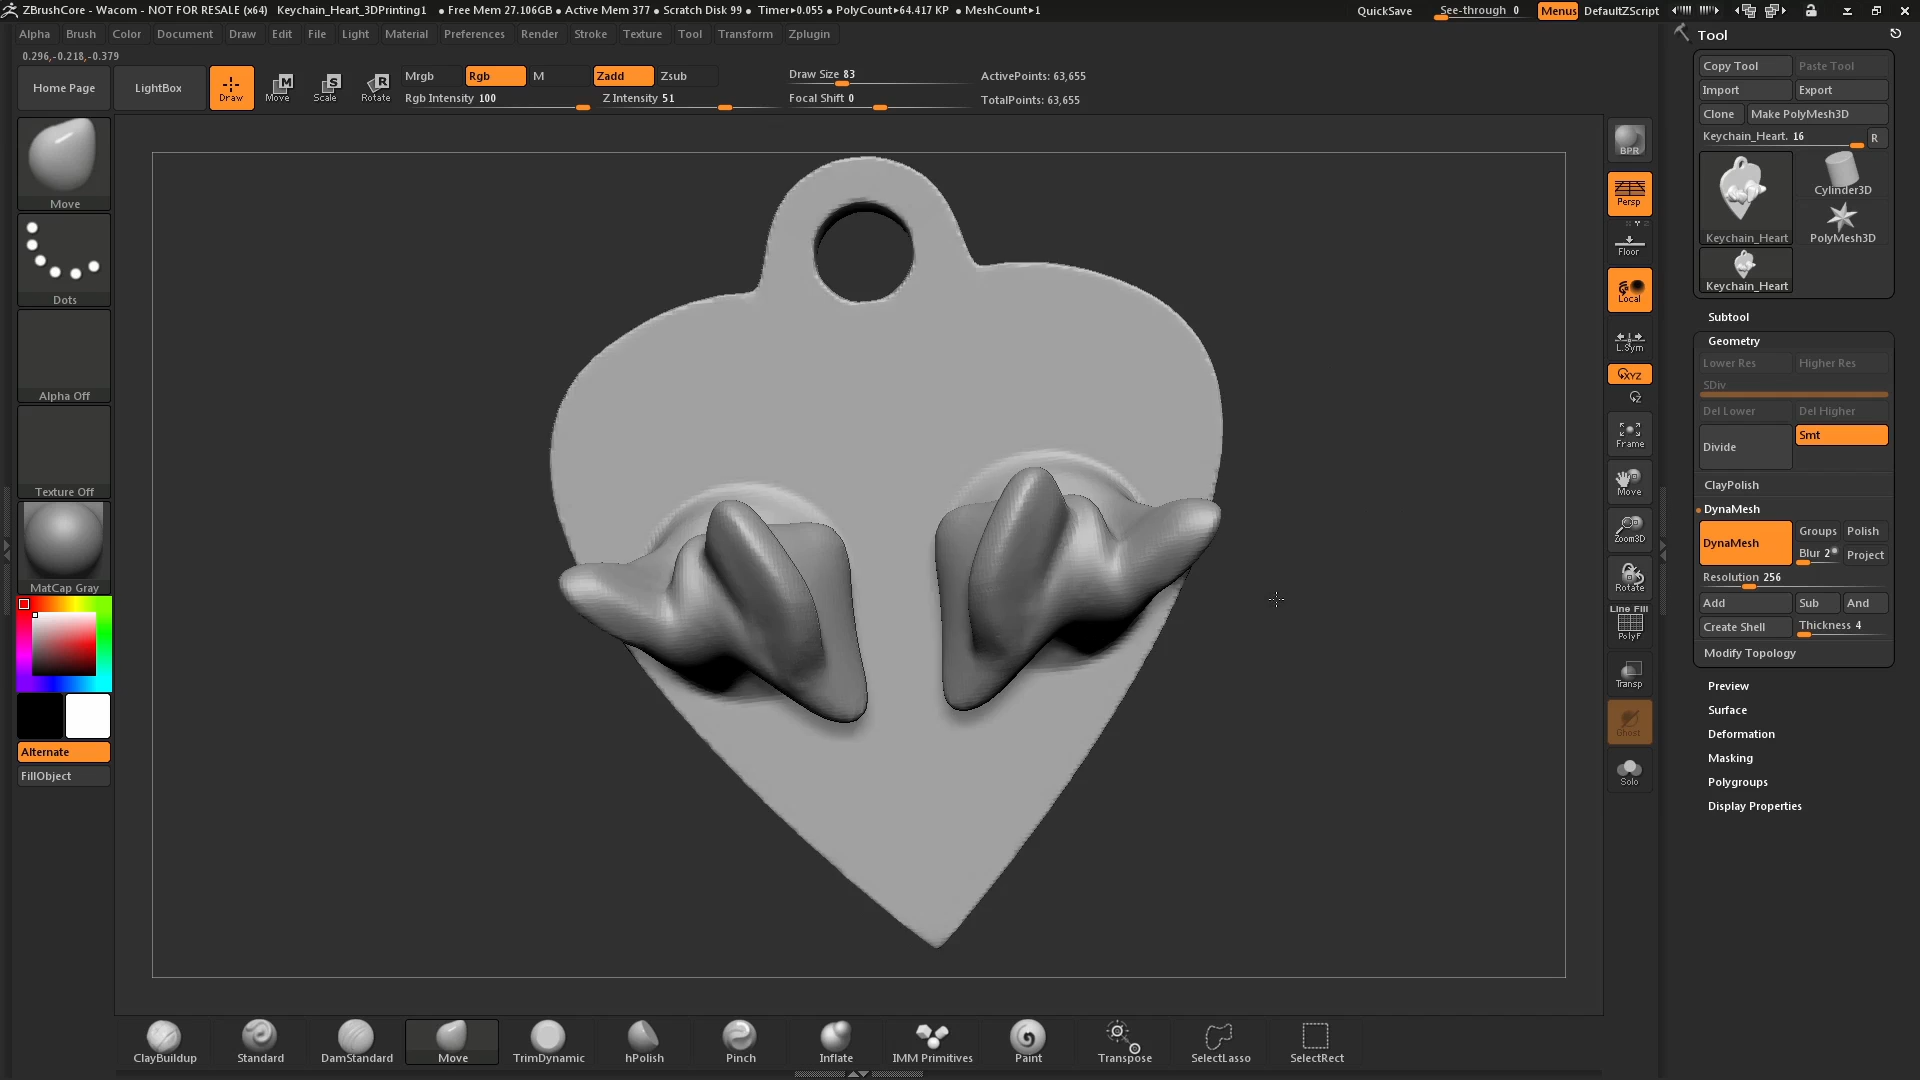 ZBrushCore - Wacom - NOT FOR RESALE (x64) Keychain_Heart_3DPrinting1 ● Free Mem 27.106GB ● Active Mem 377 ● Scratch Disk 99 ● Timer▸0.055 ● PolyCount▸64.417 KP ● MeshCount▸1 QuickSave See-through 0 Menus DefaultZScript
Alpha Brush Color Document Draw Edit File Light Material Preferences Render Stroke Texture Tool Transform Zplugin
0.296,-0.218,-0.379
Home Page
LightBox
Draw
Move
Scale
Rotate
Mrgb Rgb M Zadd Zsub
Rgb Intensity 100 Z Intensity 51
Draw Size 83
Focal Shift 0
ActivePoints: 63,655
TotalPoints: 63,655
Move
Dots
Alpha Off
Texture Off
MatCap Gray
Alternate
FillObject
BPR
Persp
Floor
Local
L.Sym
XYZ
Frame
Move
Zoom3D
Rotate
Line Fill
PolyF
Transp
Ghost
Solo
Tool
Copy Tool Paste Tool
Import Export
Clone Make PolyMesh3D
Keychain_Heart. 16 R
Keychain_Heart
Cylinder3D
PolyMesh3D
Keychain_Heart
Subtool
Geometry
Lower Res Higher Res
SDiv
Del Lower Del Higher
Divide Smt
ClayPolish
DynaMesh
DynaMesh Groups Polish
Blur 2 Project
Resolution 256
Add Sub And
Create Shell Thickness 4
Modify Topology
Preview
Surface
Deformation
Masking
Polygroups
Display Properties
ClayBuildup Standard DamStandard Move TrimDynamic hPolish Pinch Inflate IMM Primitives Paint Transpose SelectLasso SelectRect